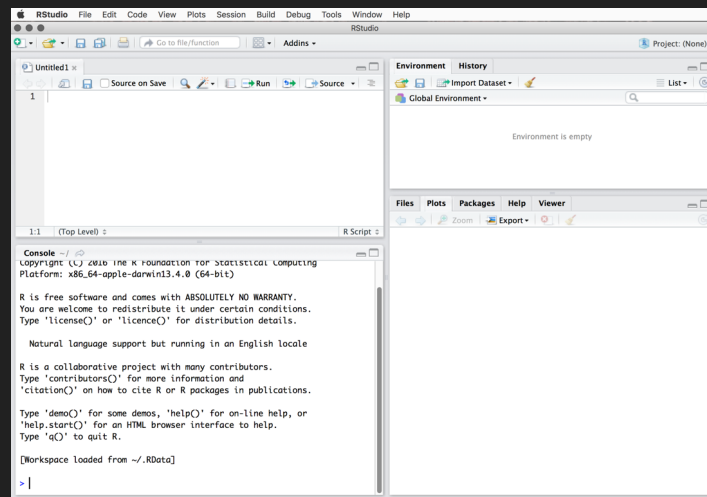 RStudio File Edit Code View Plots Session Build Debug Tools Window Help
RStudio
Go to file/function Addins Project: (None)
Untitled1
Source on Save Run Source
1
1:1 (Top Level) R Script
Console ~/
Copyright (C) 2016 The R Foundation for Statistical Computing
Platform: x86_64-apple-darwin13.4.0 (64-bit)
R is free software and comes with ABSOLUTELY NO WARRANTY.
You are welcome to redistribute it under certain conditions.
Type 'license()' or 'licence()' for distribution details.
Natural language support but running in an English locale
R is a collaborative project with many contributors.
Type 'contributors()' for more information and
'citation()' on how to cite R or R packages in publications.
Type 'demo()' for some demos, 'help()' for on-line help, or
'help.start()' for an HTML browser interface to help.
Type 'q()' to quit R.
[Workspace loaded from ~/.RData]
>
Environment History
Import Dataset List
Global Environment
Environment is empty
Files Plots Packages Help Viewer
Zoom Export